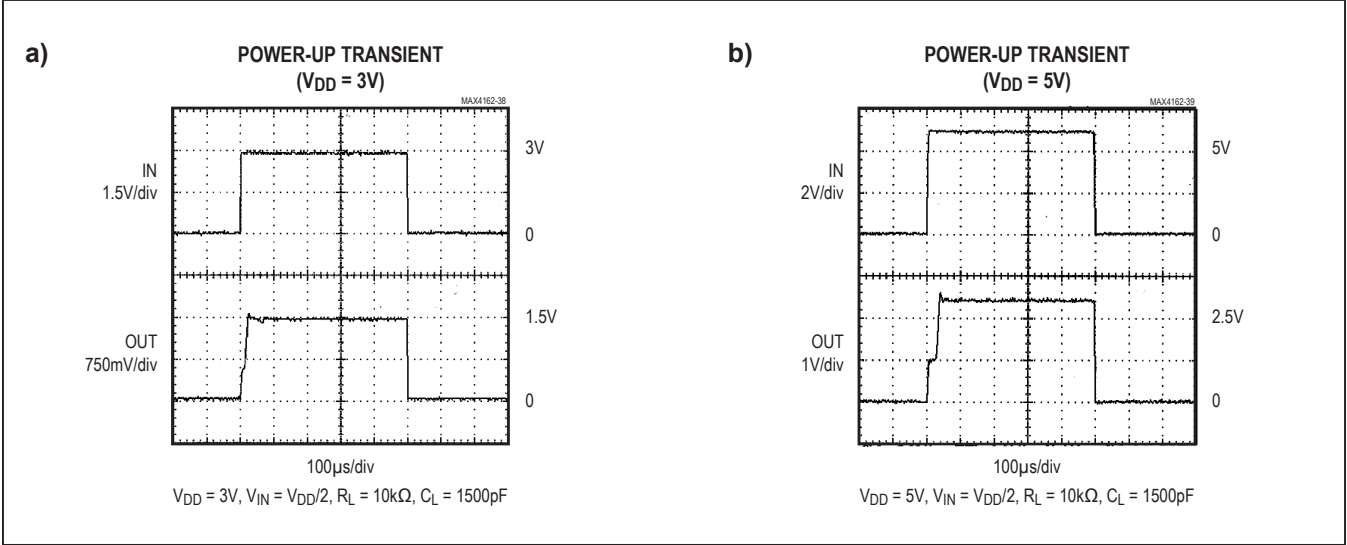 a)
POWER-UP TRANSIENT
(VDD = 3V)
MAX4162-38
IN
1.5V/div
3V
0
OUT
750mV/div
1.5V
0
100µs/div
VDD = 3V, VIN = VDD/2, RL = 10kΩ, CL = 1500pF
b)
POWER-UP TRANSIENT
(VDD = 5V)
MAX4162-39
IN
2V/div
5V
0
OUT
1V/div
2.5V
0
100µs/div
VDD = 5V, VIN = VDD/2, RL = 10kΩ, CL = 1500pF